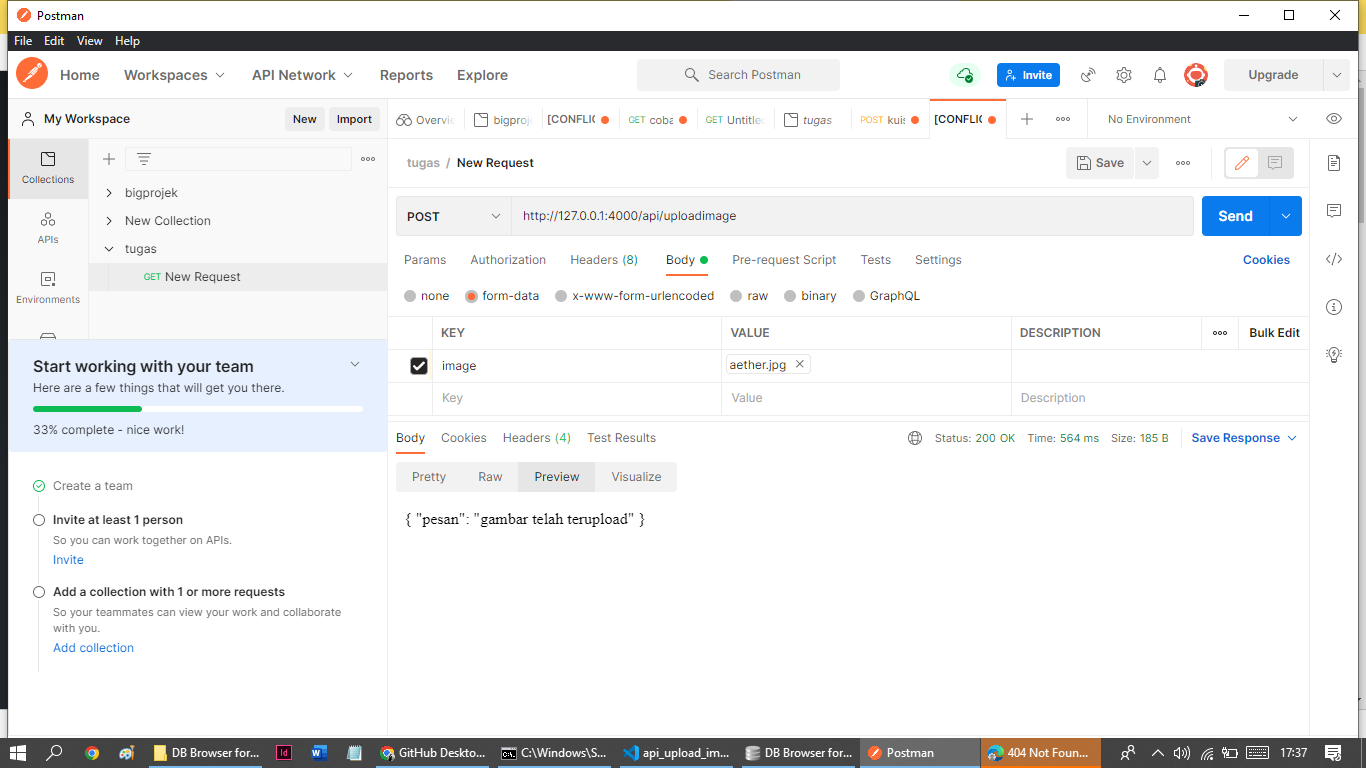 Postman
File Edit View Help
Home Workspaces API Network Reports Explore Search Postman Invite Upgrade
My Workspace New Import
Overvie bigproje [CONFLIC GET coba POST kuis GET Untitle tugas [CONFLIC No Environment
Collections
APIs
Environments
bigprojek
New Collection
tugas
GET New Request
tugas / New Request Save
POST http://127.0.0.1:4000/api/uploadimage Send
Params Authorization Headers (8) Body Pre-request Script Tests Settings Cookies
none form-data x-www-form-urlencoded raw binary GraphQL
KEY VALUE DESCRIPTION Bulk Edit
image aether.jpg
Key Value Description
Start working with your team
Here are a few things that will get you there.
33% complete - nice work!
Create a team
Invite at least 1 person
So you can work together on APIs.
Invite
Add a collection with 1 or more requests
So your teammates can view your work and collaborate
with you.
Add collection
Body Cookies Headers (4) Test Results Status: 200 OK Time: 564 ms Size: 185 B Save Response
Pretty Raw Preview Visualize
{ "pesan": "gambar telah terupload" }
DB Browser for... Id W GitHub Deskto... C:\Windows\S... api_upload_im... DB Browser for... Postman 404 Not Foun... 17:37